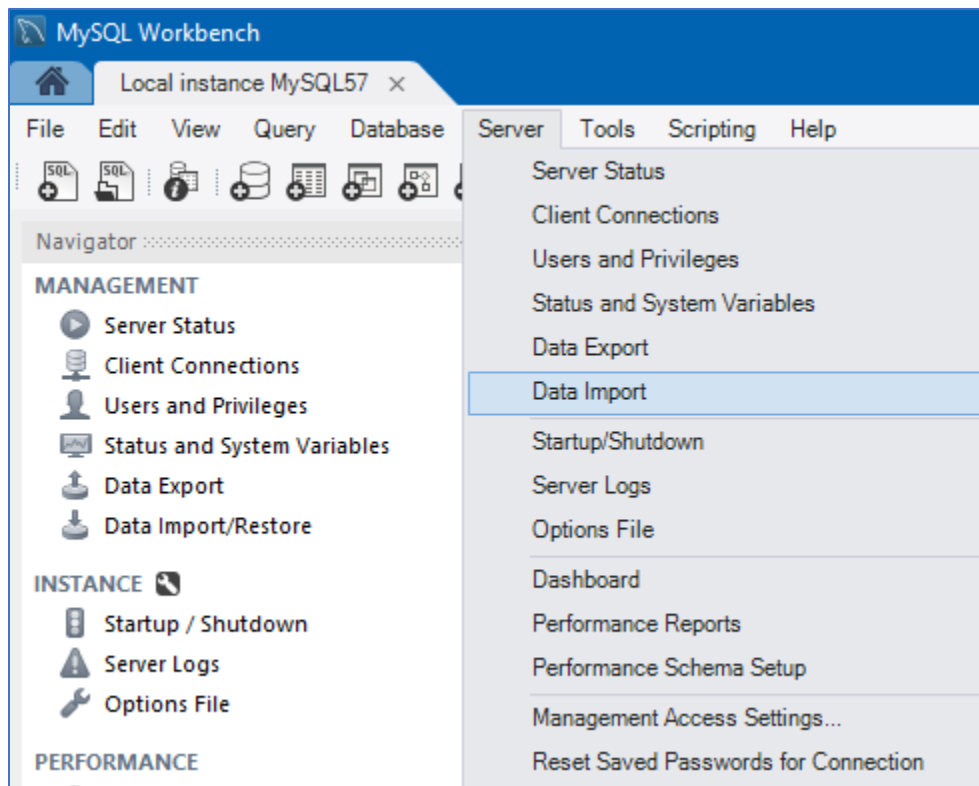 MySQL Workbench
Local instance MySQL57 ×
File Edit View Query Database Server Tools Scripting Help
SQL SQL
Navigator
MANAGEMENT
Server Status
Client Connections
Users and Privileges
Status and System Variables
Data Export
Data Import/Restore
INSTANCE
Startup / Shutdown
Server Logs
Options File
PERFORMANCE
Server Status
Client Connections
Users and Privileges
Status and System Variables
Data Export
Data Import
Startup/Shutdown
Server Logs
Options File
Dashboard
Performance Reports
Performance Schema Setup
Management Access Settings...
Reset Saved Passwords for Connection